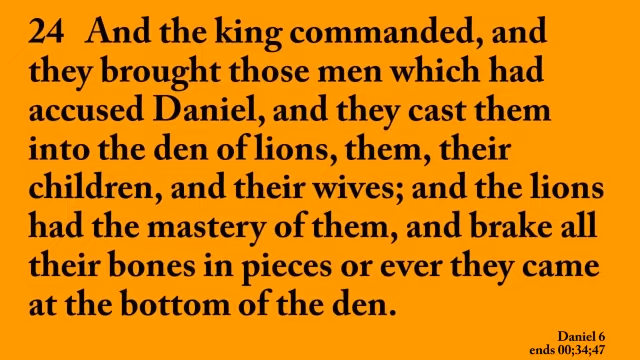 24 And the king commanded, and
they brought those men which had
accused Daniel, and they cast them
into the den of lions, them, their
children, and their wives; and the lions
had the mastery of them, and brake all
their bones in pieces or ever they came
at the bottom of the den.
Daniel 6
ends 00;34;47